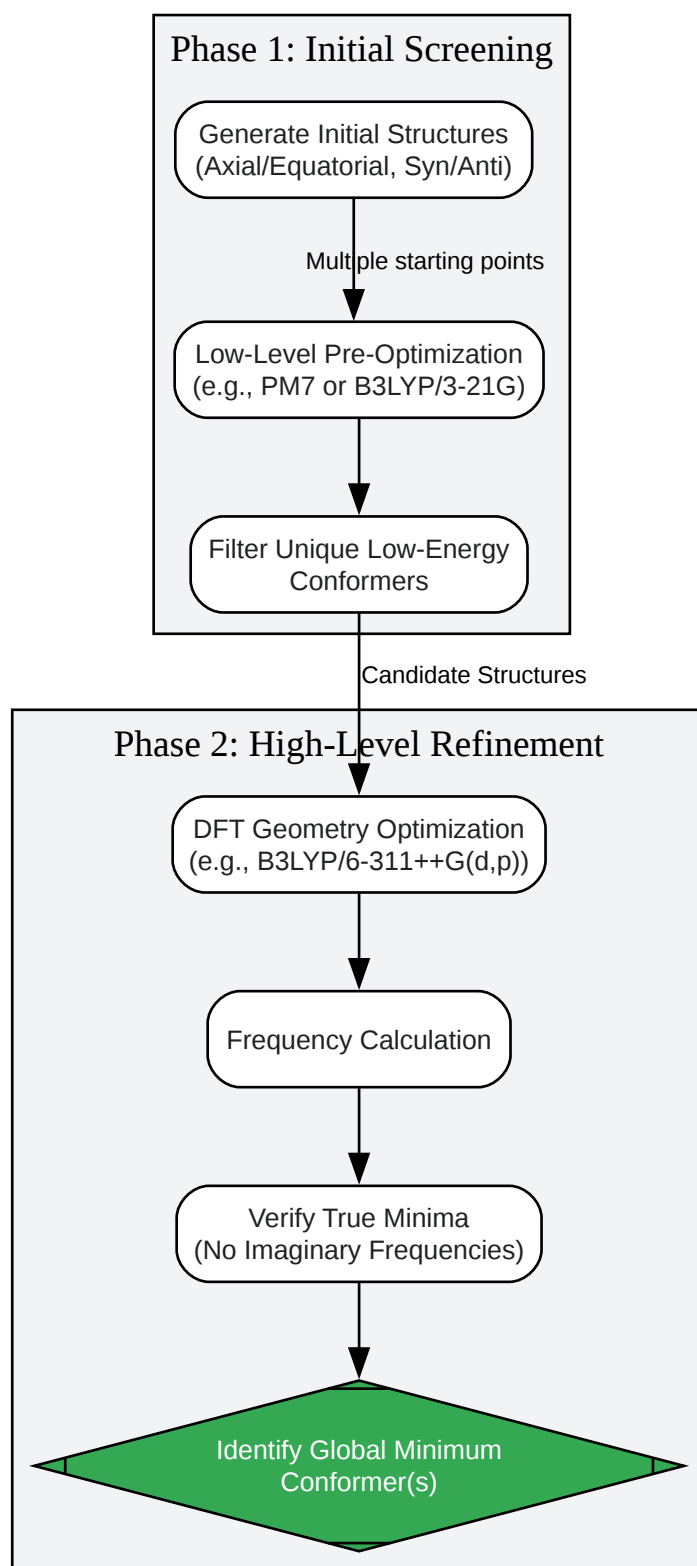 Phase 1: Initial Screening
Generate Initial Structures
(Axial/Equatorial, Syn/Anti)
Multiple starting points
Low-Level Pre-Optimization
(e.g., PM7 or B3LYP/3-21G)
Filter Unique Low-Energy
Conformers
Candidate Structures
Phase 2: High-Level Refinement
DFT Geometry Optimization
(e.g., B3LYP/6-311++G(d,p))
Frequency Calculation
Verify True Minima
(No Imaginary Frequencies)
Identify Global Minimum
Conformer(s)